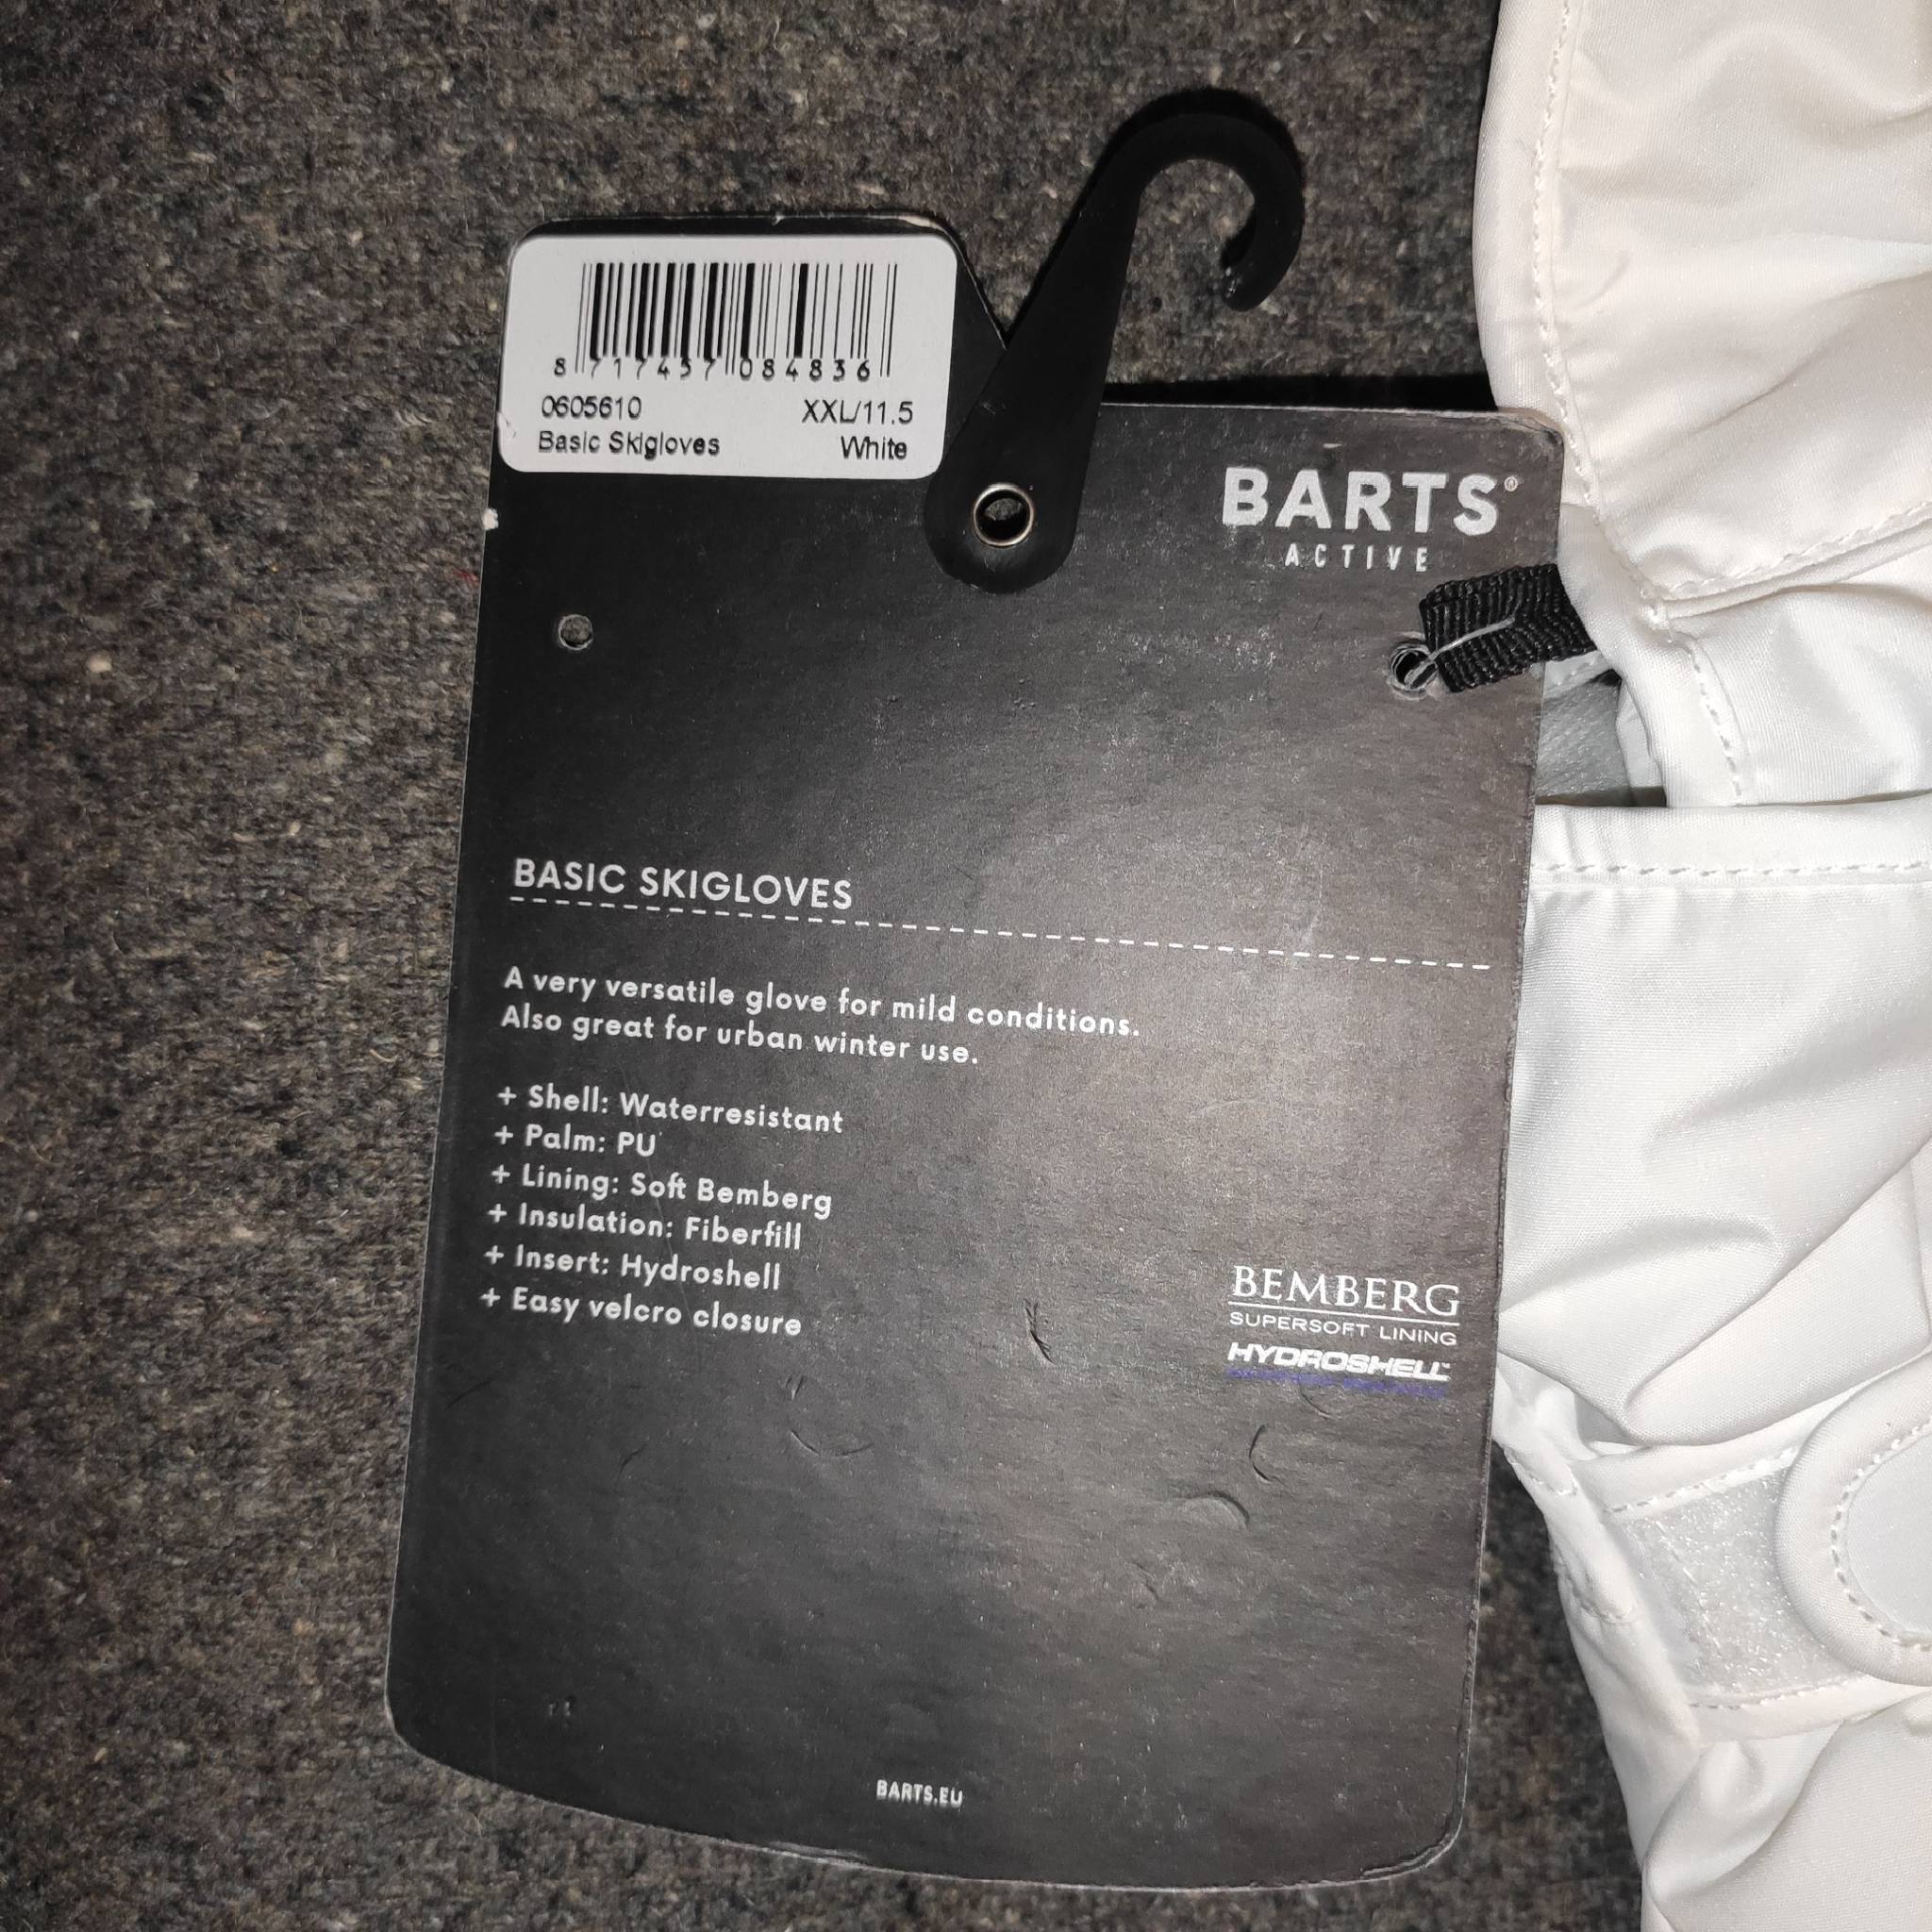 8 717457 084836
0605610 XXL/11.5
Basic Skigloves White
BARTS®
ACTIVE
BASIC SKIGLOVES
A very versatile glove for mild conditions.
Also great for urban winter use.
+ Shell: Waterresistant
+ Palm: PU
+ Lining: Soft Bemberg
+ Insulation: Fiberfill
+ Insert: Hydroshell
+ Easy velcro closure
BEMBERG
SUPERSOFT LINING
HYDROSHELL™
BARTS.EU